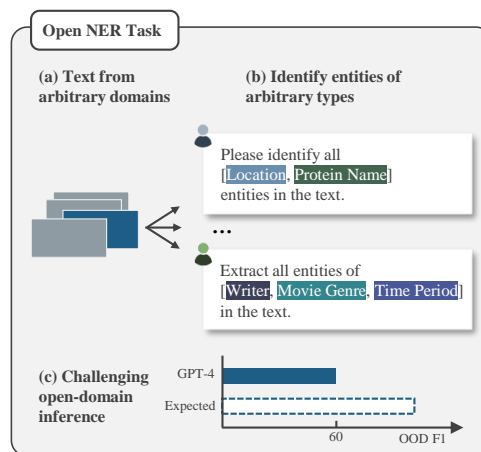 Open NER Task
(a) Text from
arbitrary domains
(b) Identify entities of
arbitrary types
Please identify all
[Location, Protein Name]
entities in the text.
...
Extract all entities of
[Writer, Movie Genre, Time Period]
in the text.
(c) Challenging
open-domain
inference
GPT-4
Expected
60
OOD F1